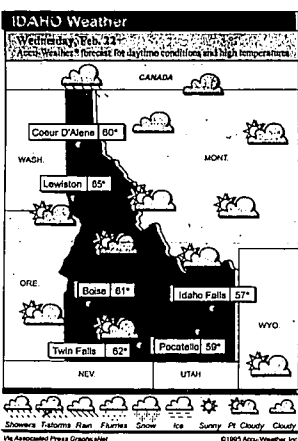 IDAHO Weather
Wednesday, Feb. 22
Accu-Weather® forecast for daytime conditions and high temperatures
CANADA
Coeur D'Alene 60°
WASH.
MONT.
Lewiston 65°
ORE.
Boise 61°
Idaho Falls 57°
WYO.
Twin Falls 62°
Pocatello 59°
NEV.
UTAH
Showers T-storms Rain Flurries Snow Ice Sunny Pt Cloudy Cloudy
Via Associated Press GraphicsNet
©1995 Accu-Weather, Inc.